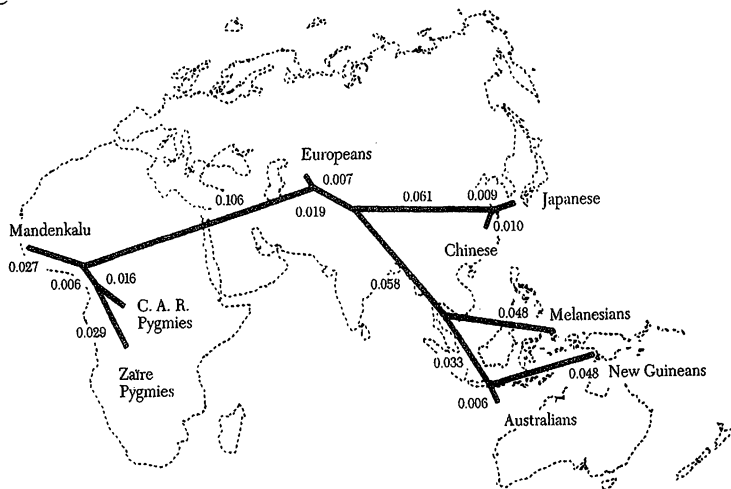 Europeans
0.007
0.106
0.061
0.009
Japanese
0.019
0.010
Mandenkalu
Chinese
0.027
0.006
0.016
0.058
C. A. R.
Pygmies
0.048
Melanesians
0.029
0.033
Zaïre
Pygmies
0.048
New Guineans
0.006
Australians